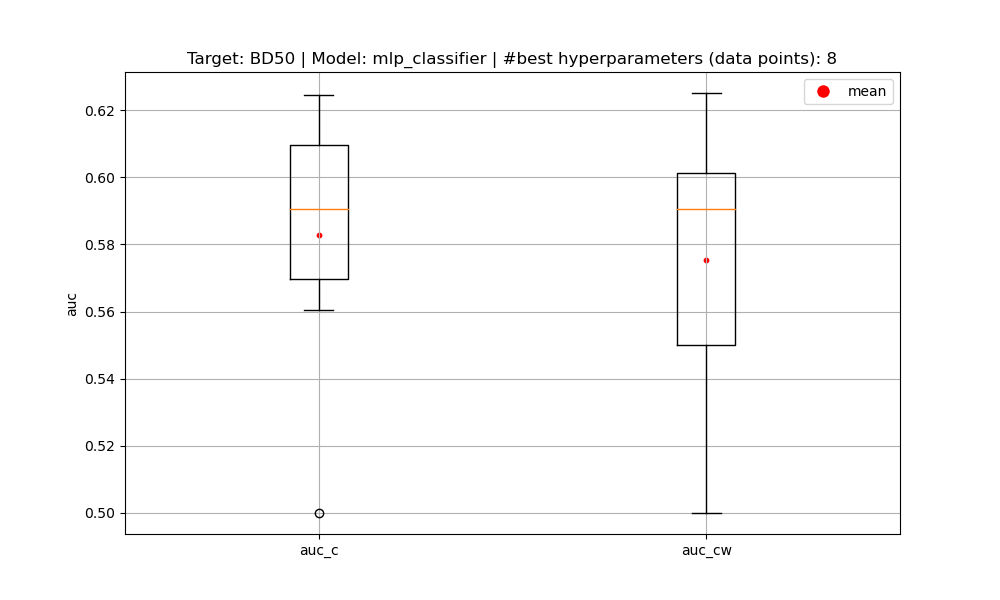 Target: BD50 | Model: mlp_classifier | #best hyperparameters (data points): 8
mean
0.62
0.60
0.58
0.56
0.54
0.52
0.50
auc
auc_c
auc_cw